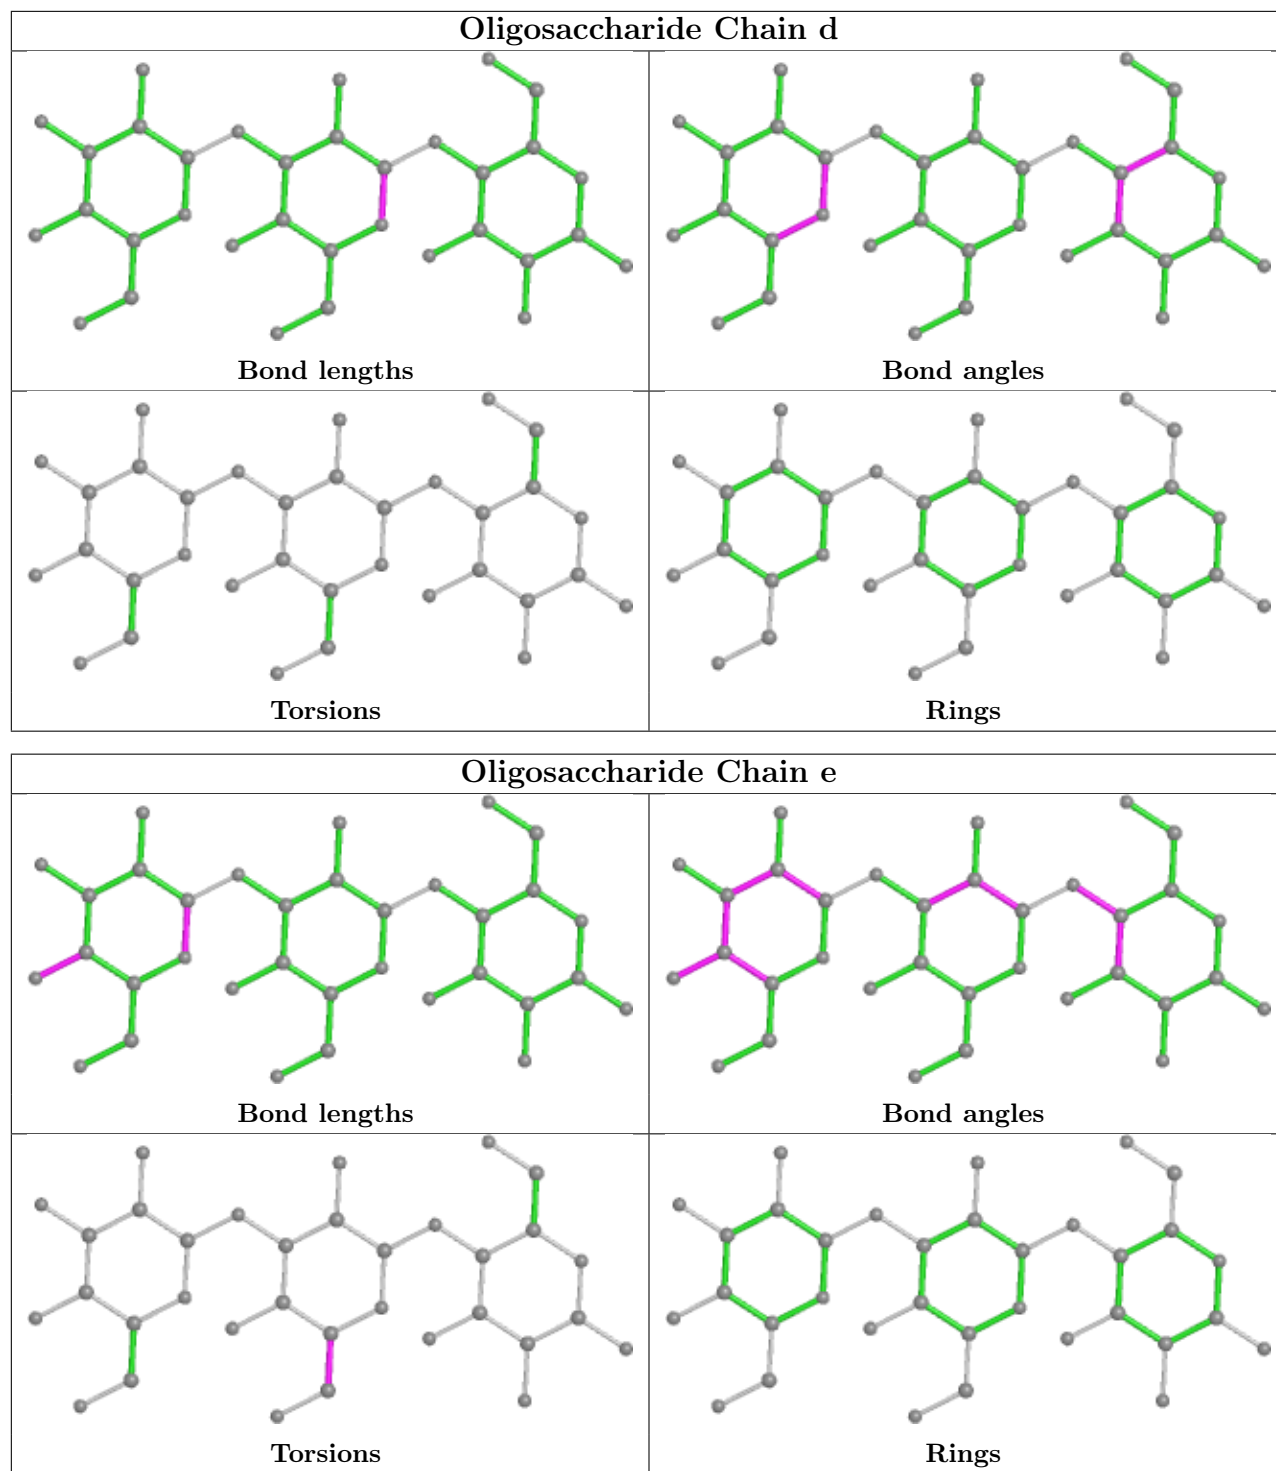 Oligosaccharide Chain d
Bond lengths
Bond angles
Torsions
Rings
Oligosaccharide Chain e
Bond lengths
Bond angles
Torsions
Rings